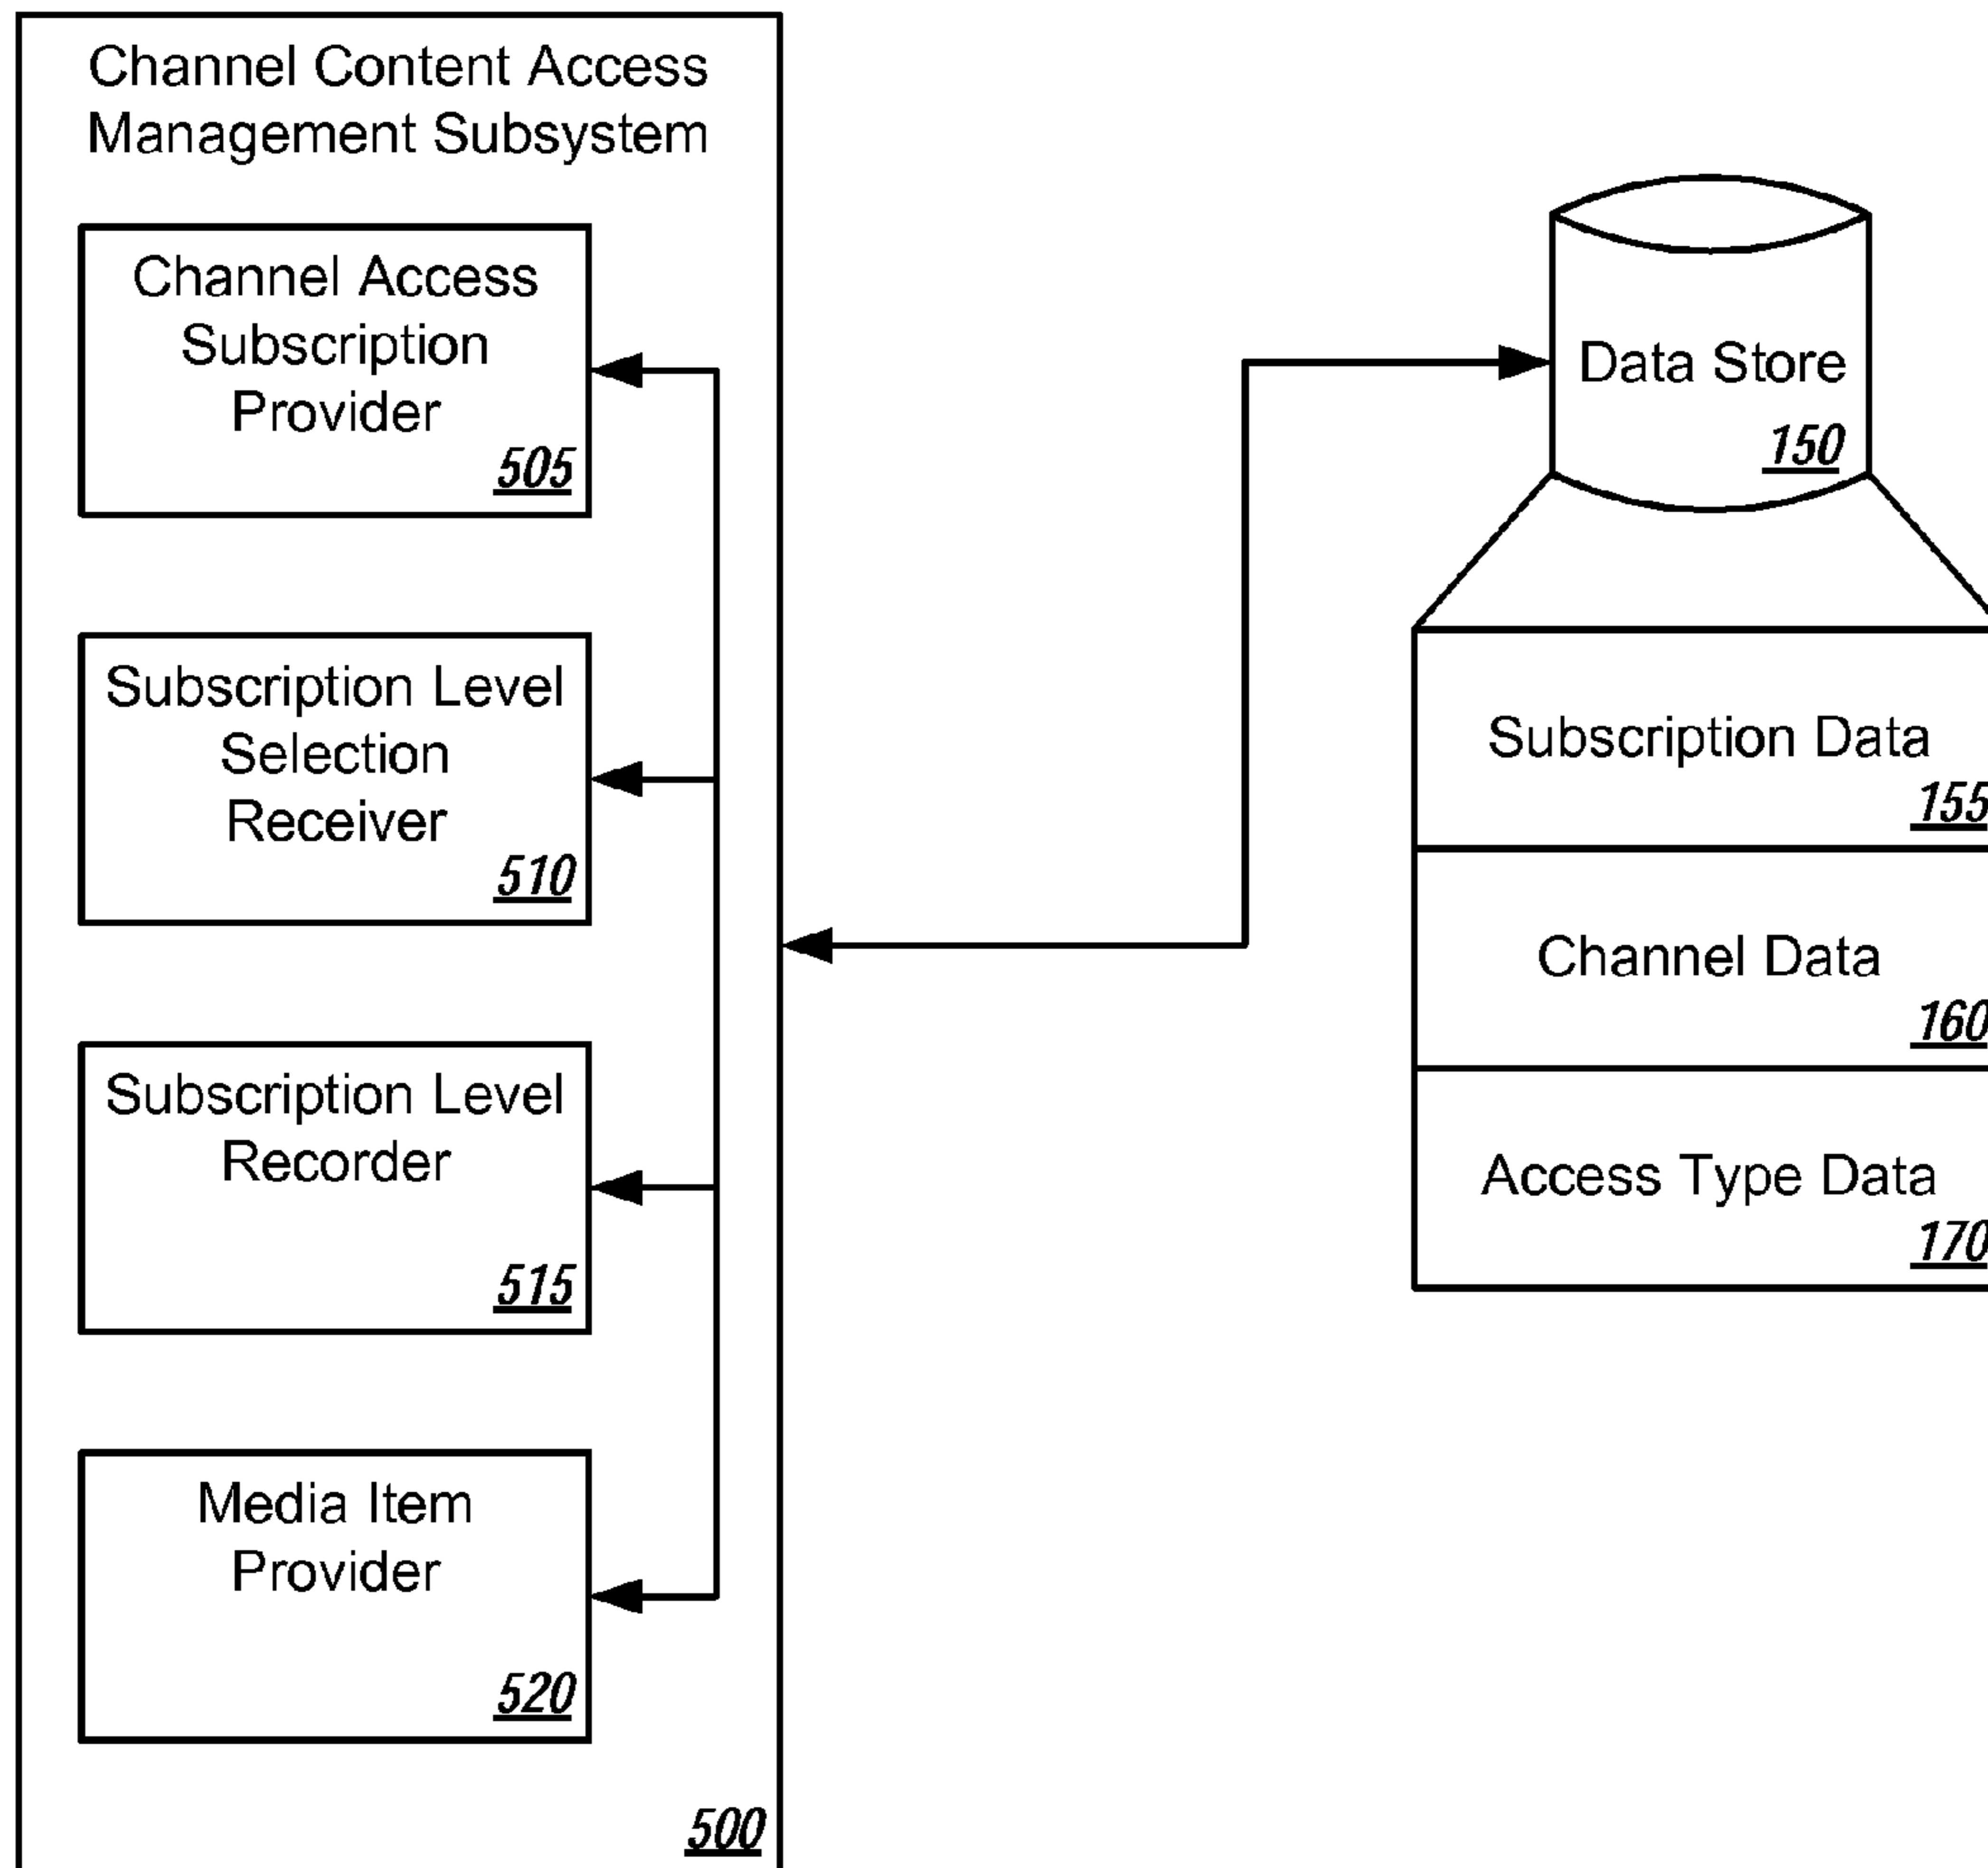 Channel Content Access
Management Subsystem
Channel Access
Subscription
Provider
505
Subscription Level
Selection
Receiver
510
Subscription Level
Recorder
515
Media Item
Provider
520
500
Data Store
150
Subscription Data
155
Channel Data
160
Access Type Data
170